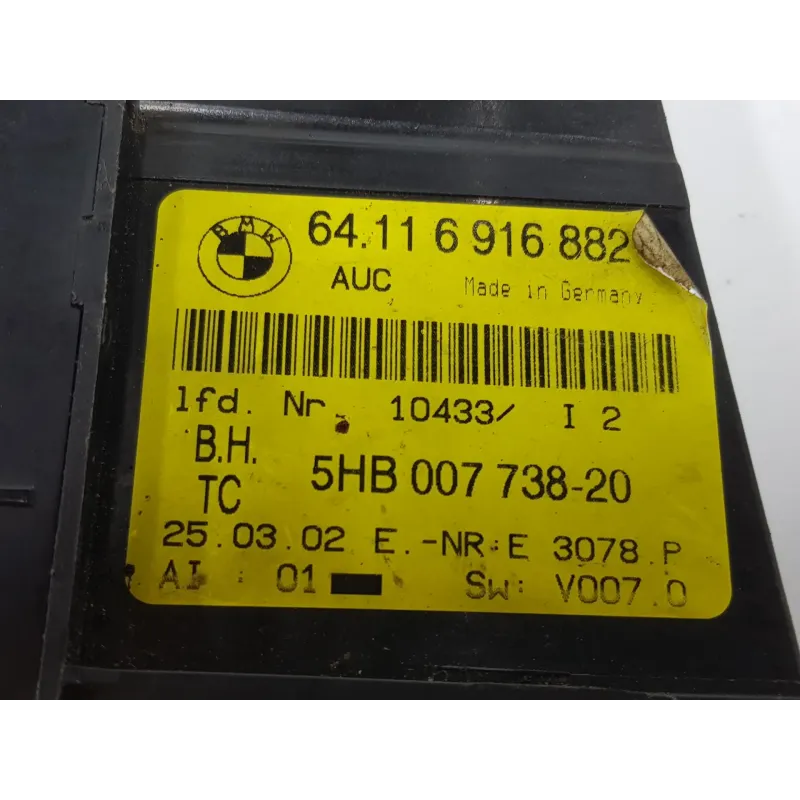 BMW
64.11 6 916 882
AUC Made in Germany
lfd. Nr. 10433/ I 2
B.H.
TC 5HB 007 738-20
25.03.02 E.-NR:E 3078.P
AI : 01 Sw: V007.0